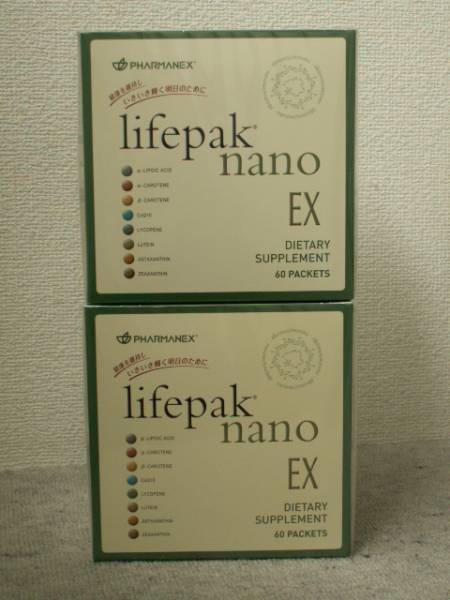 PHARMANEX®
健康を維持し
いきいき輝く明日のために
lifepak®
nano
EX
α-LIPOIC ACID
α-CAROTENE
β-CAROTENE
CoQ10
LYCOPENE
LUTEIN
ASTAXANTHIN
ZEAXANTHIN
DIETARY
SUPPLEMENT
60 PACKETS
PHARMANEX®
健康を維持し
いきいき輝く明日のために
lifepak®
nano
EX
α-LIPOIC ACID
α-CAROTENE
β-CAROTENE
CoQ10
LYCOPENE
LUTEIN
ASTAXANTHIN
ZEAXANTHIN
DIETARY
SUPPLEMENT
60 PACKETS